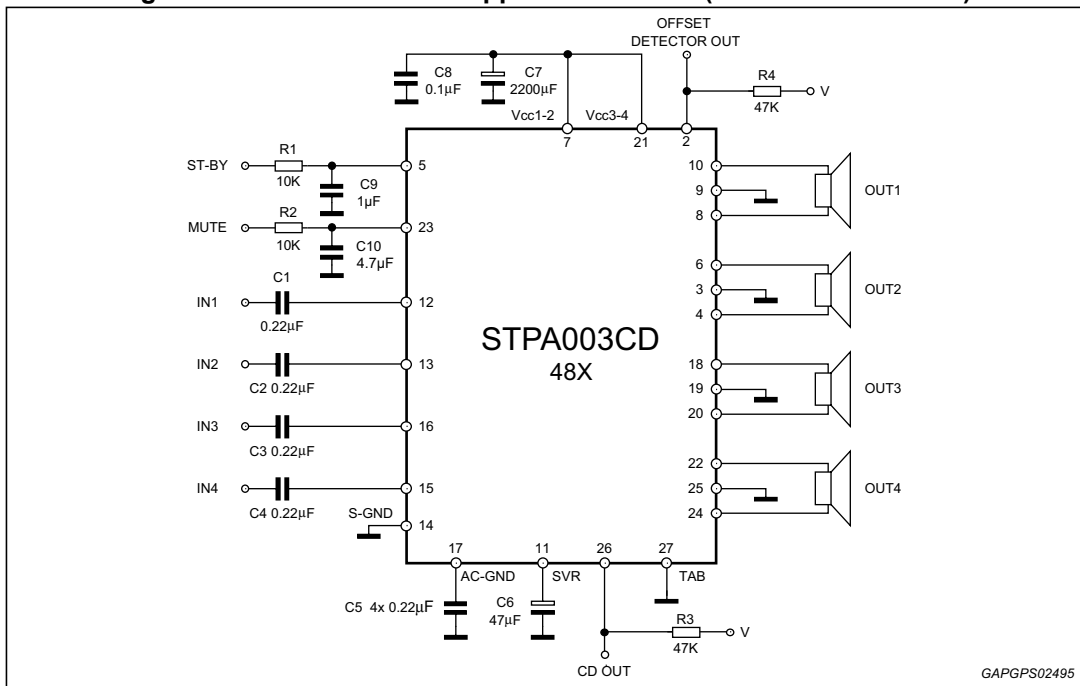 OFFSET
DETECTOR OUT
C8
0.1μF
C7
2200μF
R4
47K
V
Vcc1-2
Vcc3-4
7
21
2
ST-BY
R1
10K
5
C9
1μF
MUTE
R2
10K
23
C10
4.7μF
IN1
C1
0.22μF
12
IN2
C2 0.22μF
13
IN3
C3 0.22μF
16
IN4
C4 0.22μF
15
S-GND
14
STPA003CD
48X
10
9
8
OUT1
6
3
4
OUT2
18
19
20
OUT3
22
25
24
OUT4
17
AC-GND
11
SVR
26
27
TAB
C5 4x 0.22μF
C6
47μF
R3
47K
V
CD OUT
GAPGPS02495